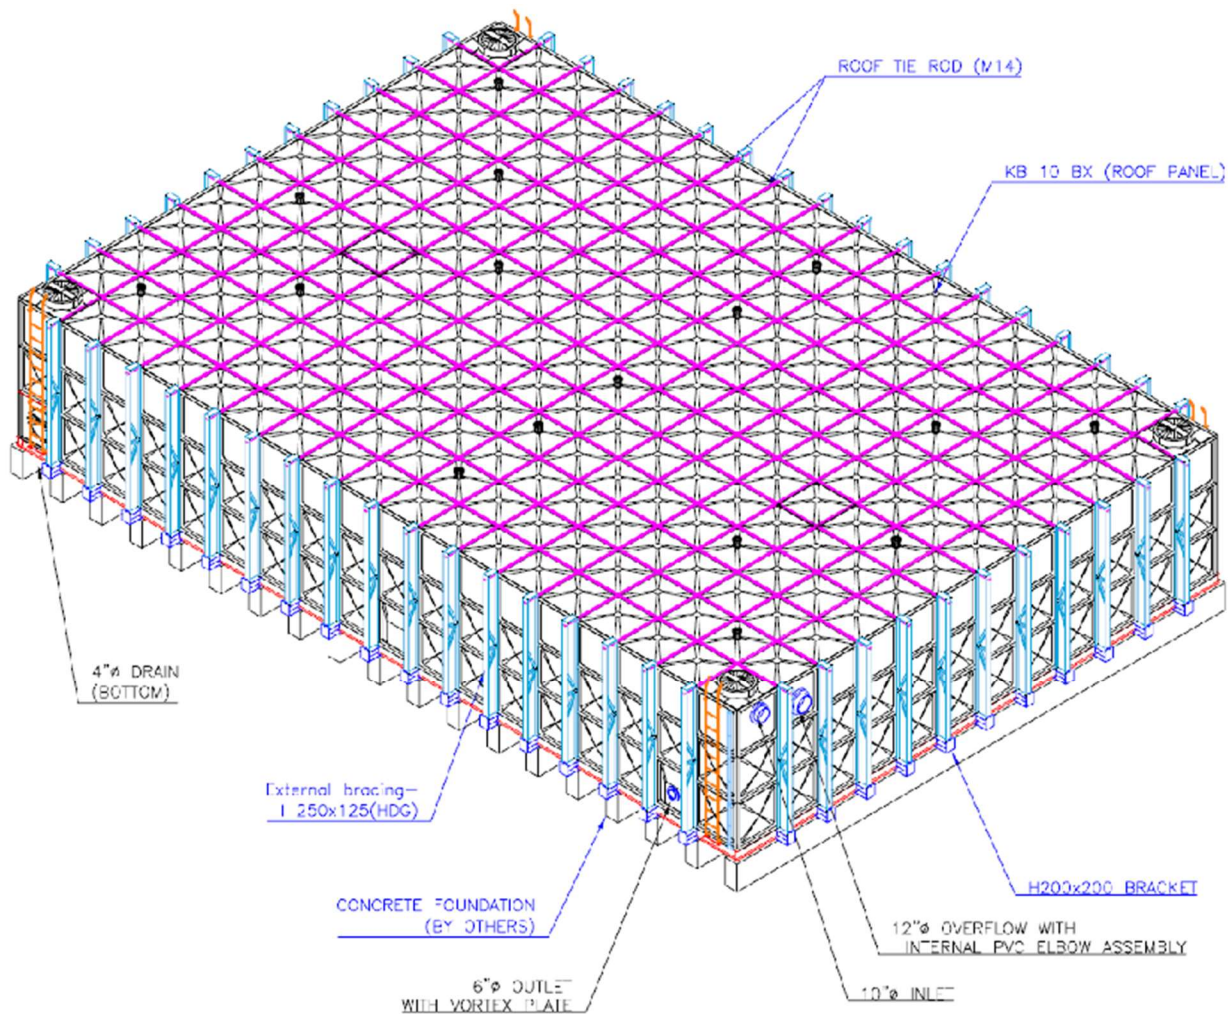 ROOF TIE ROD (M14)
KB 10 BX (ROOF PANEL)
4"ø DRAIN
(BOTTOM)
External bracing-
I 250x125(HDG)
CONCRETE FOUNDATION
(BY OTHERS)
6"ø OUTLET
WITH VORTEX PLATE
10"ø INLET
12"ø OVERFLOW WITH
INTERNAL PVC ELBOW ASSEMBLY
H200x200 BRACKET